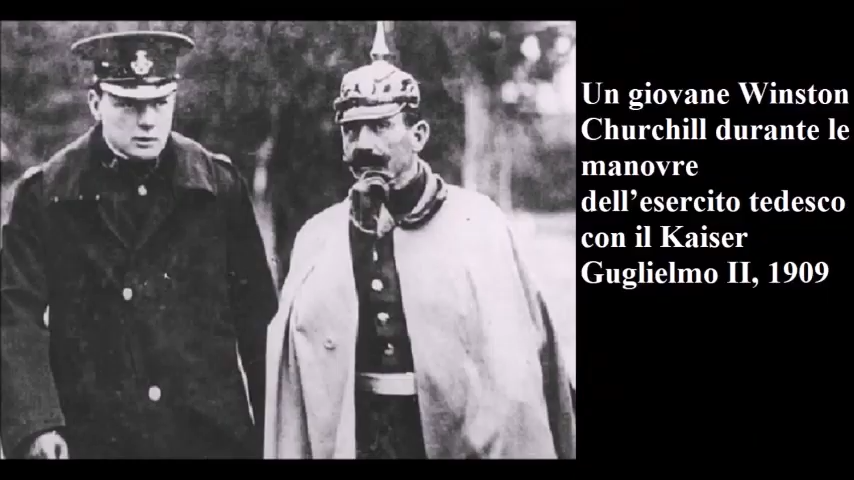 Un giovane Winston
Churchill durante le
manovre
dell’esercito tedesco
con il Kaiser
Guglielmo II, 1909